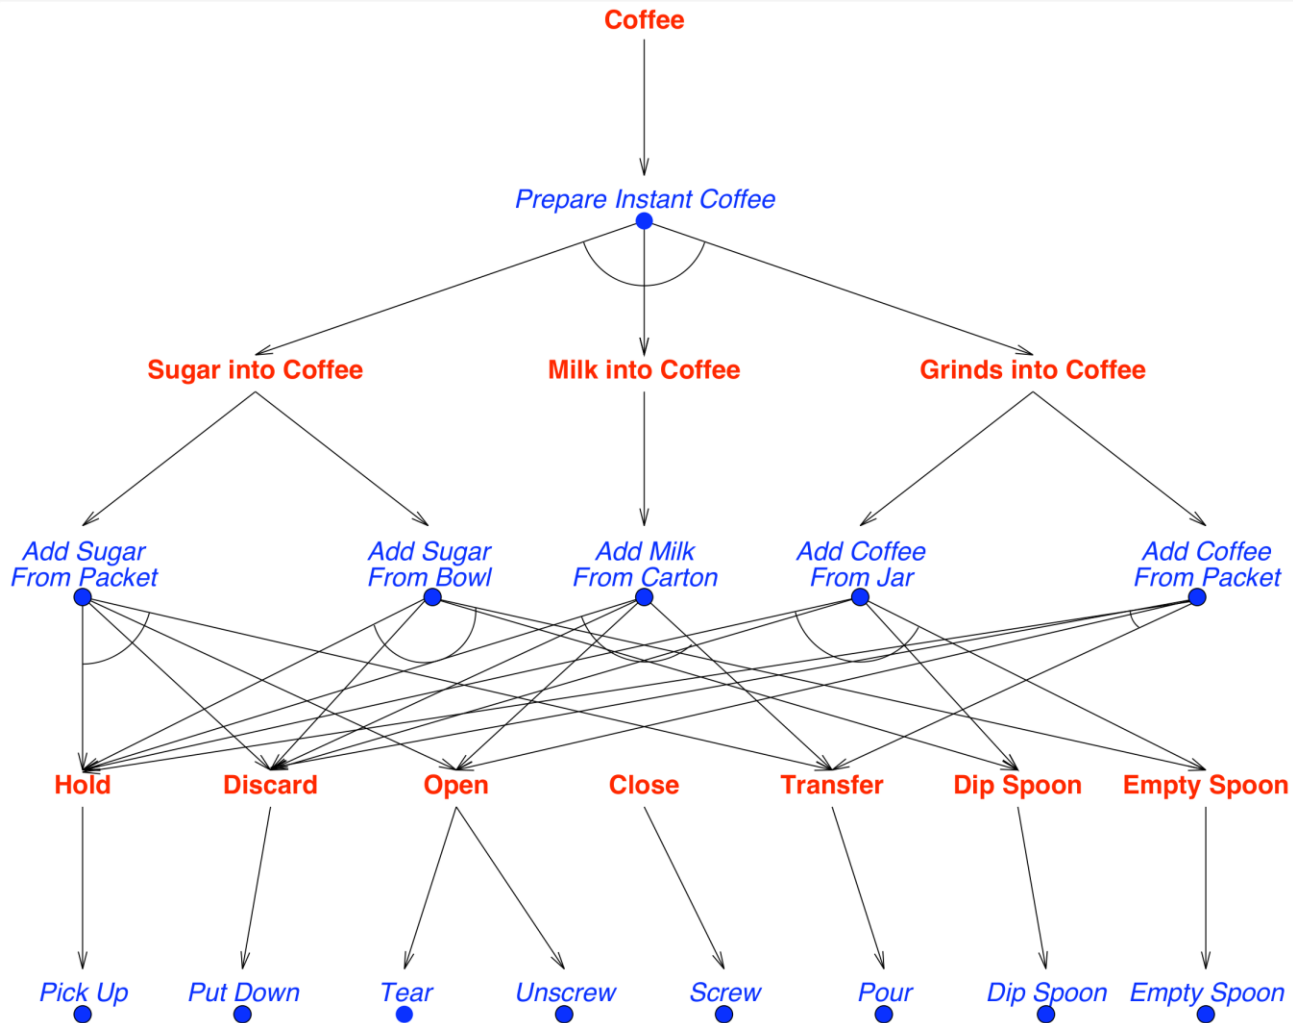 Coffee
Prepare Instant Coffee
Sugar into Coffee
Milk into Coffee
Grinds into Coffee
Add Sugar
From Packet
Add Sugar
From Bowl
Add Milk
From Carton
Add Coffee
From Jar
Add Coffee
From Packet
Hold
Discard
Open
Close
Transfer
Dip Spoon
Empty Spoon
Pick Up
Put Down
Tear
Unscrew
Screw
Pour
Dip Spoon
Empty Spoon